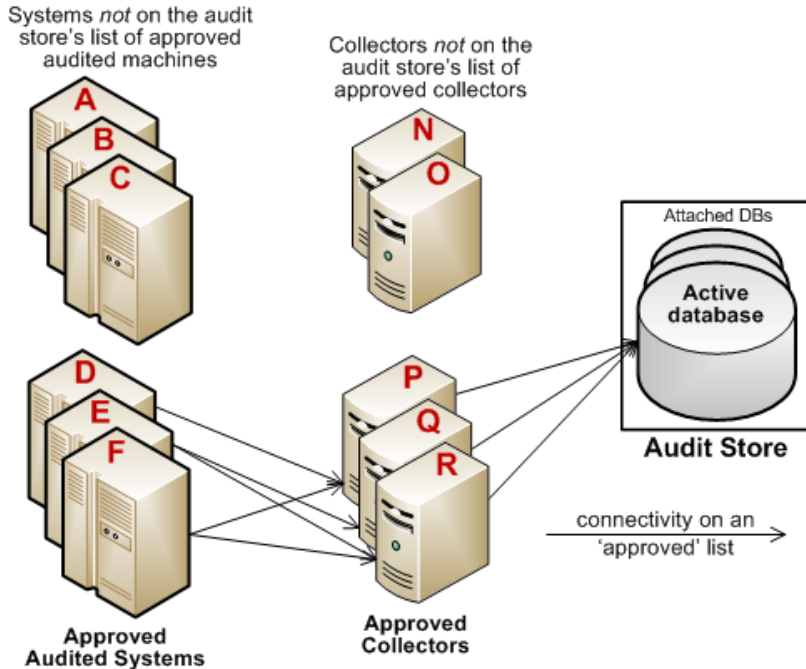 Systems not on the audit
store's list of approved
audited machines
Collectors not on the
audit store's list of
approved collectors
A
B
C
N
O
Attached DBs
Active
database
Audit Store
D
E
F
P
Q
R
connectivity on an
'approved' list
Approved
Audited Systems
Approved
Collectors